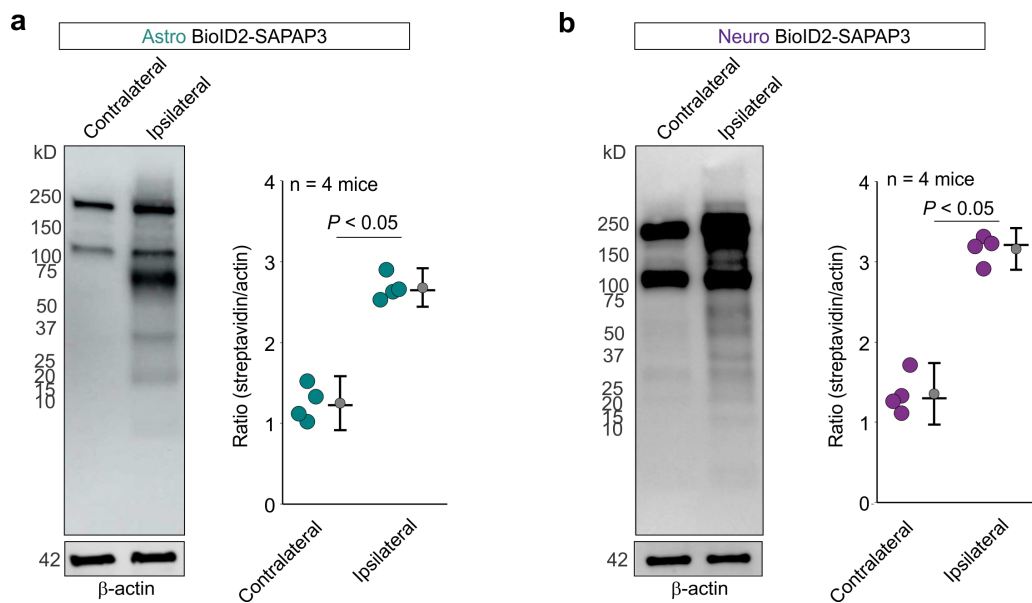 a
Astro BioID2-SAPAP3
Contralateral
Ipsilateral
kD
250
150
100
75
50
37
25
20
15
10
42
β-actin
n = 4 mice
P < 0.05
Ratio (streptavidin/actin)
4
3
2
1
0
Contralateral
Ipsilateral
b
Neuro BioID2-SAPAP3
Contralateral
Ipsilateral
kD
250
150
100
75
50
37
25
20
15
10
42
β-actin
n = 4 mice
P < 0.05
Ratio (streptavidin/actin)
4
3
2
1
0
Contralateral
Ipsilateral